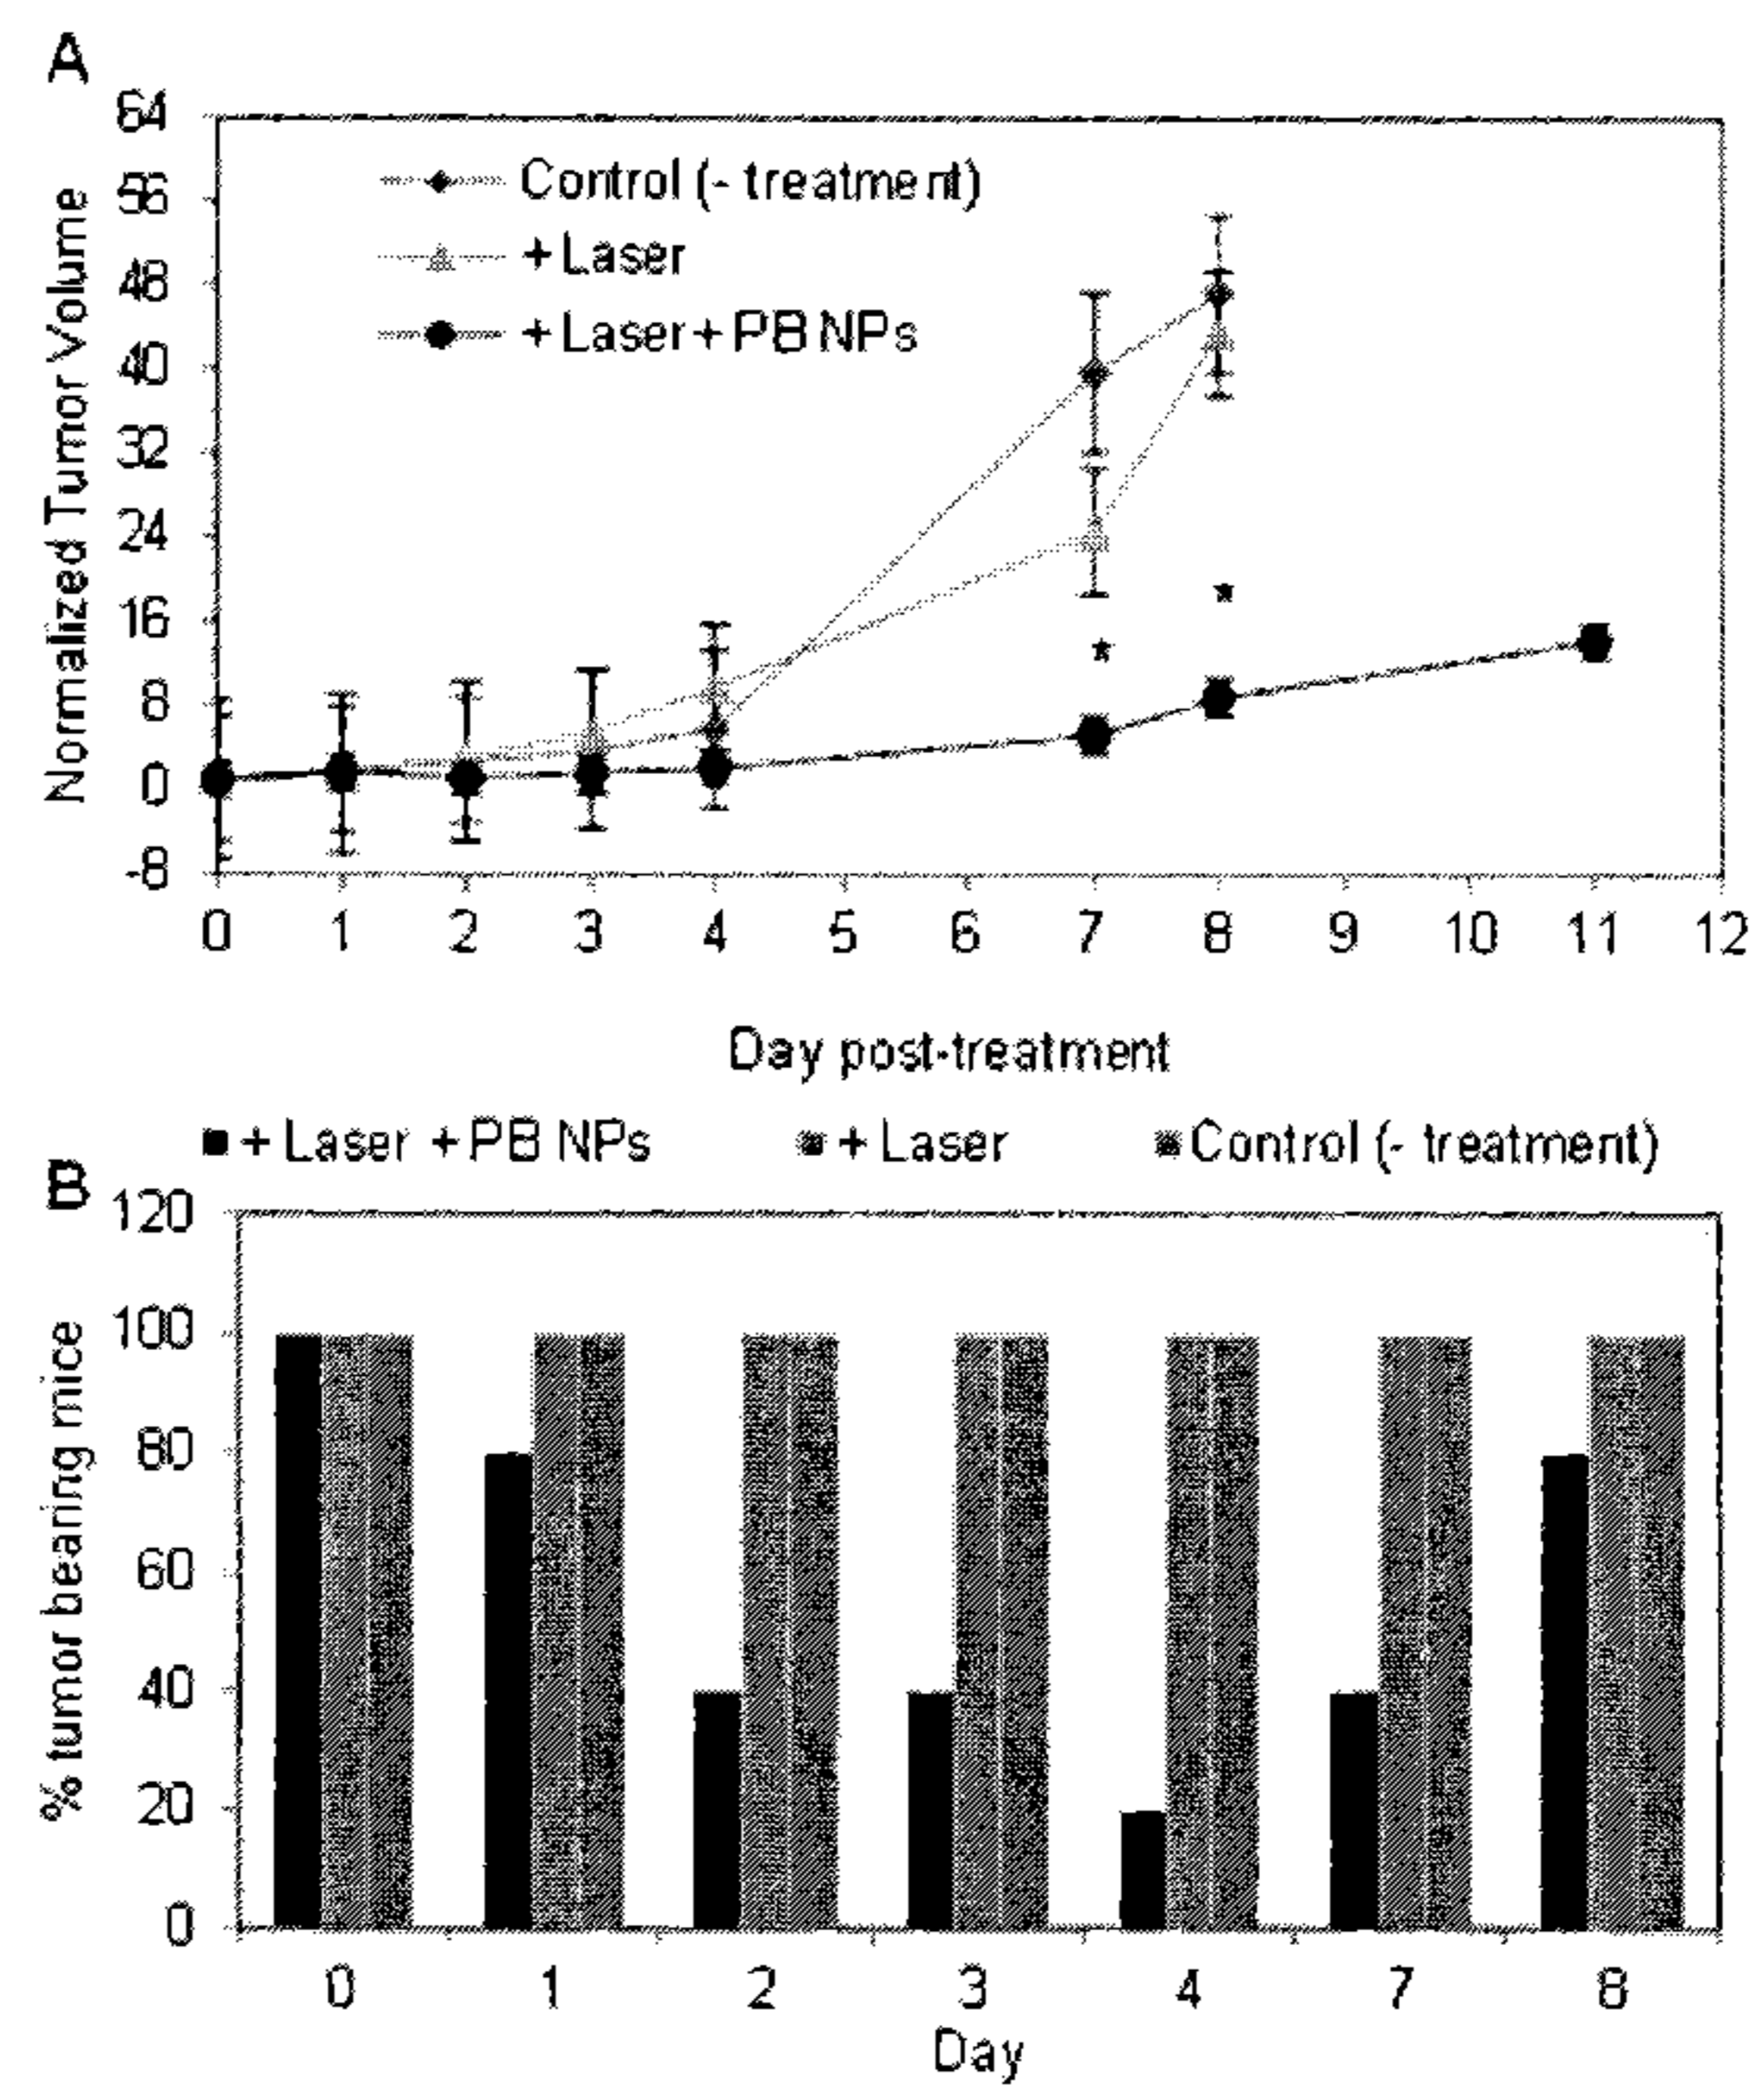 A
64
56
48
40
32
24
16
8
0
-8
Normalized Tumor Volume
Control (- treatment)
+ Laser
+ Laser + PB NPs
*
*
0 1 2 3 4 5 6 7 8 9 10 11 12
Day post-treatment
+ Laser + PB NPs + Laser Control (- treatment)
B
120
100
80
60
40
20
0
% tumor bearing mice
0 1 2 3 4 7 8
Day